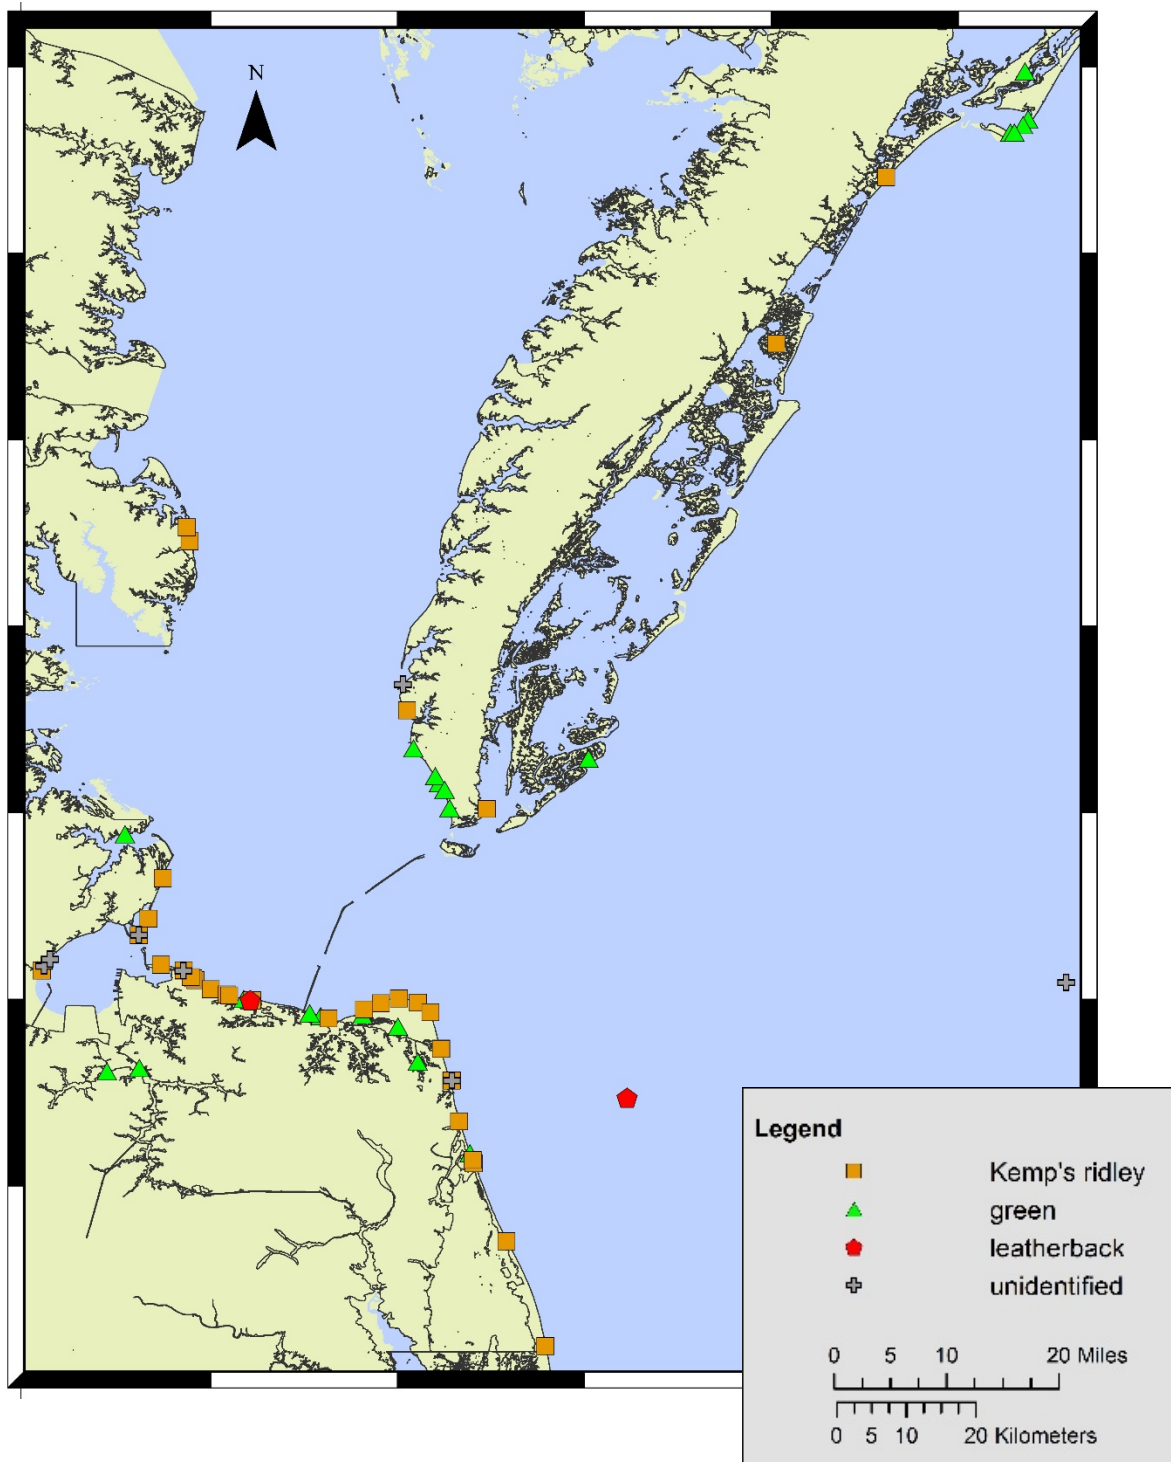 N
Legend
Kemp's ridley
green
leatherback
unidentified
0 5 10 20 Miles
0 5 10 20 Kilometers